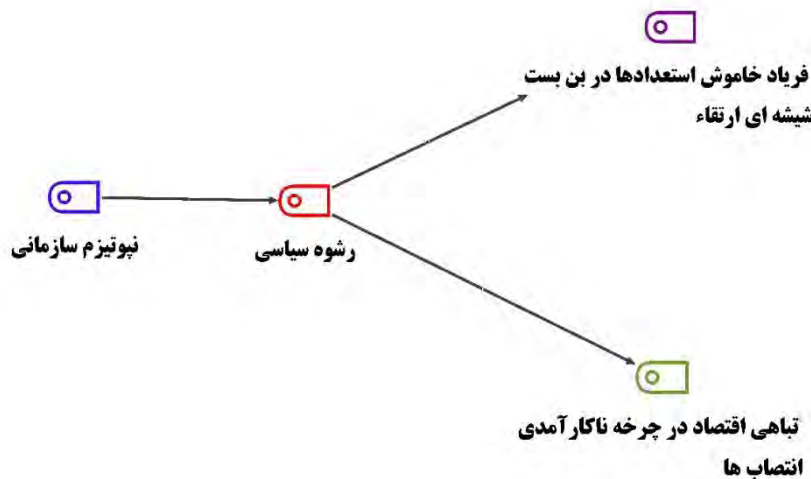 فریاد خاموش استعدادها در بن بست
شیشه ای ارتقاء
نپوتیزم سازمانی
رشوه سیاسی
تباهی اقتصاد در چرخه ناکارآمدی
انتصاب ها